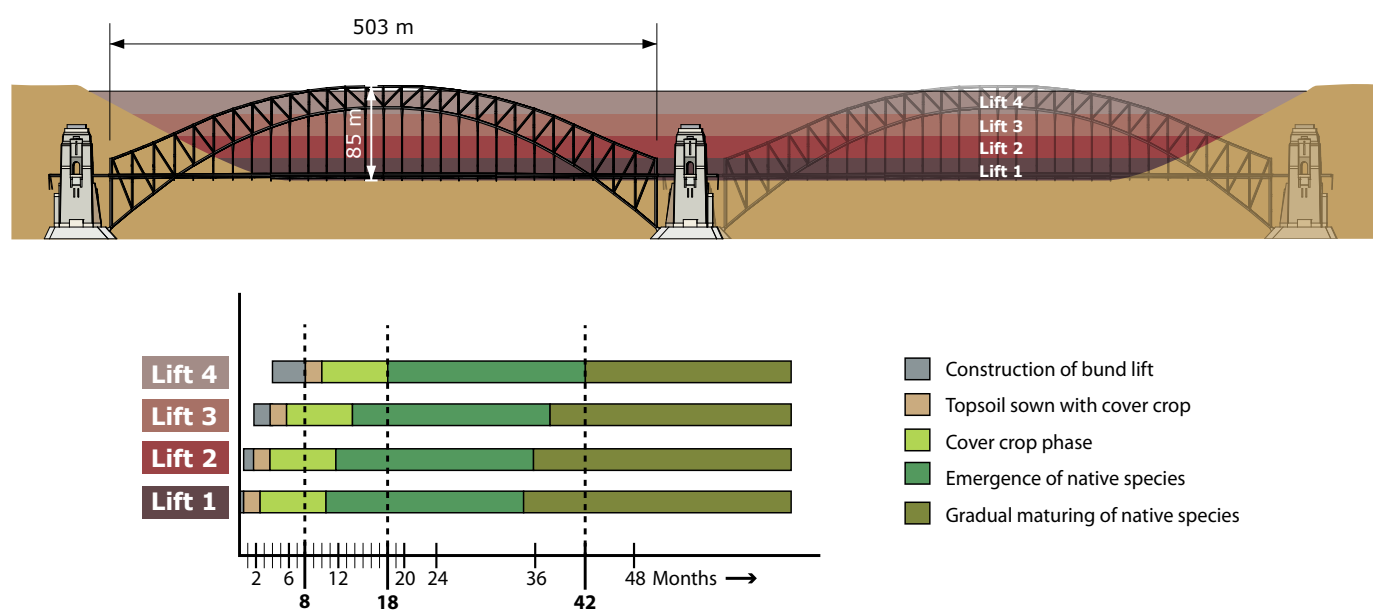 503 m
85 m
Lift 4
Lift 3
Lift 2
Lift 1
Lift 4
Lift 3
Lift 2
Lift 1
2 6 12 20 24 36 48 Months
8 18 42
Construction of bund lift
Topsoil sown with cover crop
Cover crop phase
Emergence of native species
Gradual maturing of native species